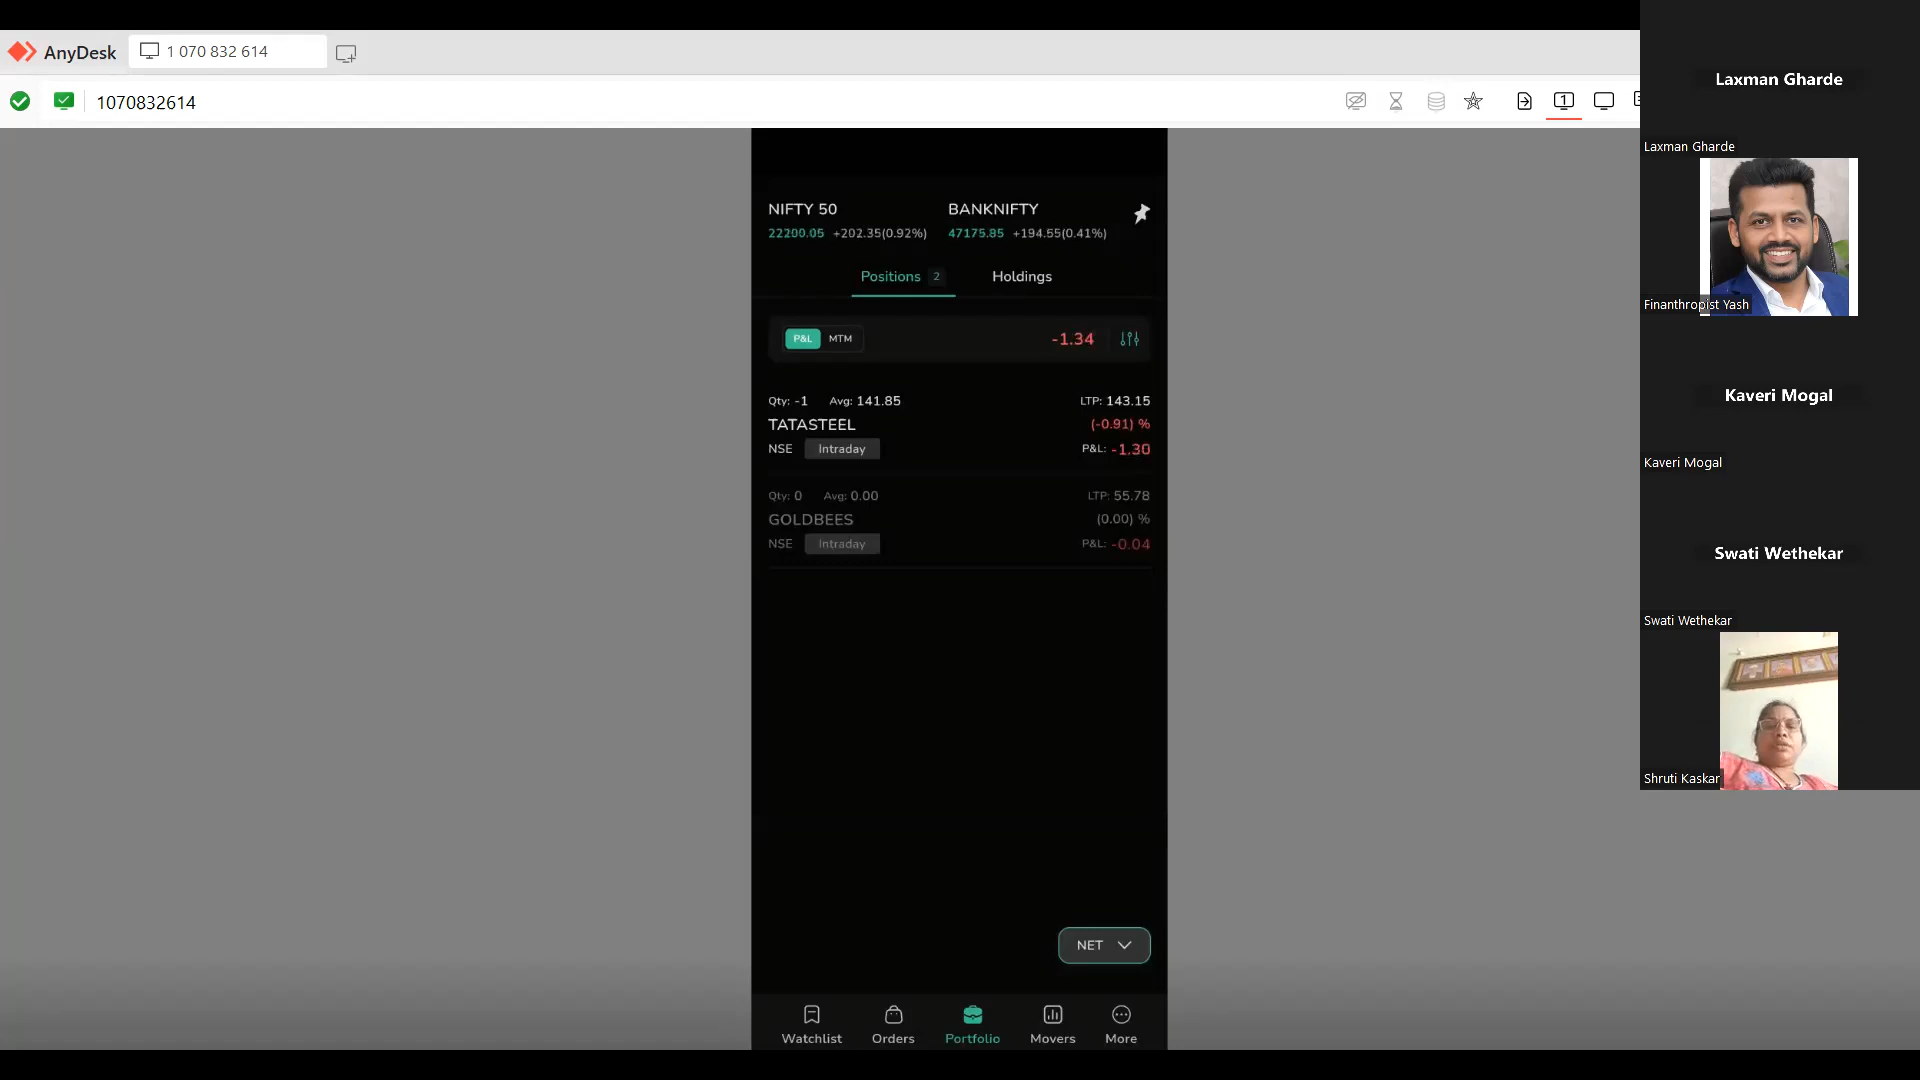 AnyDesk
1 070 832 614
1070832614
1
NIFTY 50
22200.05 +202.35(0.92%)
BANKNIFTY
47175.85 +194.55(0.41%)
Positions 2
Holdings
P&L MTM
-1.34
Qty: -1 Avg: 141.85 LTP: 143.15
TATASTEEL (-0.91) %
NSE Intraday P&L: -1.30
Qty: 0 Avg: 0.00 LTP: 55.78
GOLDBEES (0.00) %
NSE Intraday P&L: -0.04
NET
Watchlist Orders Portfolio Movers More
Laxman Gharde
Laxman Gharde
Finanthropist Yash
Kaveri Mogal
Kaveri Mogal
Swati Wethekar
Swati Wethekar
Shruti Kaskar